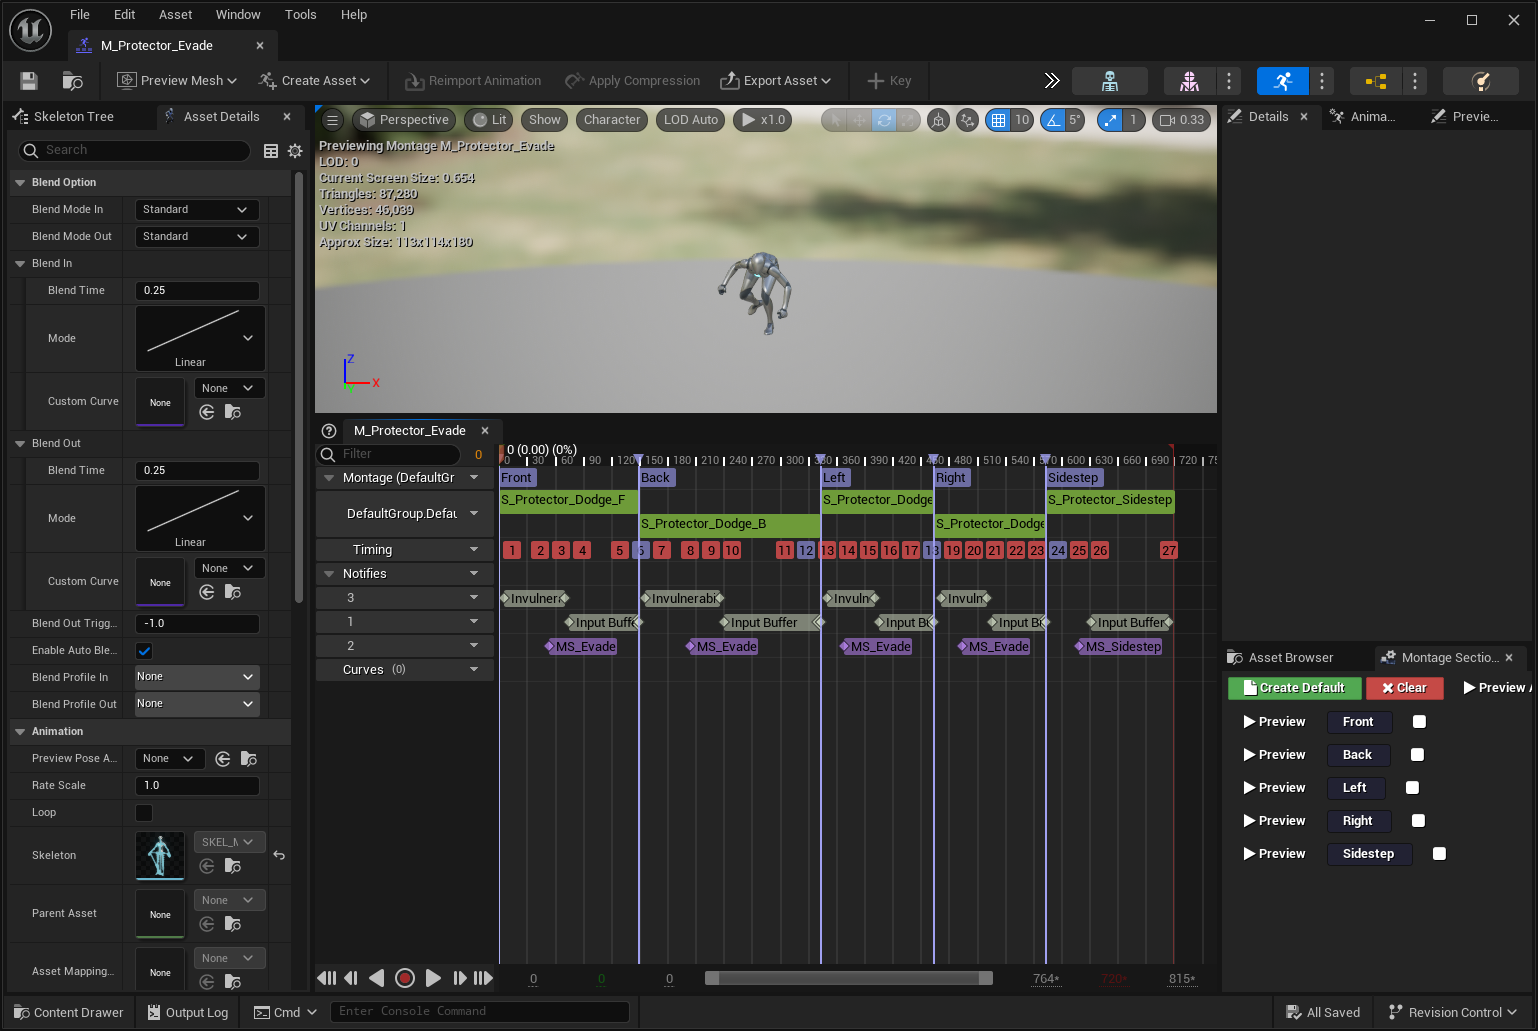 File Edit Asset Window Tools Help
M_Protector_Evade
Preview Mesh Create Asset Reimport Animation Apply Compression Export Asset Key
Skeleton Tree Asset Details
Search
Blend Option
Blend Mode In Standard
Blend Mode Out Standard
Blend In
Blend Time 0.25
Mode Linear
Custom Curve None None
Blend Out
Blend Time 0.25
Mode Linear
Custom Curve None None
Blend Out Trigg... -1.0
Enable Auto Ble...
Blend Profile In None
Blend Profile Out None
Animation
Preview Pose A... None
Rate Scale 1.0
Loop
Skeleton SKEL_M
Parent Asset None None
Asset Mapping... None None
Perspective Lit Show Character LOD Auto x1.0 10 5° 1 0.33
Previewing Montage M_Protector_Evade
LOD: 0
Current Screen Size: 0.654
Triangles: 87,280
Vertices: 46,039
UV Channels: 1
Approx Size: 113x114x180
Z
X
M_Protector_Evade
Filter 0
0 (0.00) (0%)
0 30 60 90 120 150 180 210 240 270 300 360 390 420 480 510 540 600 630 660 690 720
Montage (DefaultGr Front Back Left Right Sidestep
DefaultGroup.Defau
S_Protector_Dodge_F S_Protector_Dodge S_Protector_Sidestep
S_Protector_Dodge_B S_Protector_Dodge
Timing 1 2 3 4 5 6 7 8 9 10 11 12 13 14 15 16 17 18 19 20 21 22 23 24 25 26 27
Notifies
3 Invulnera Invulnerabi Invuln Invuln
1 Input Buffe Input Buffer Input B Input B Input Buffer
2 MS_Evade MS_Evade MS_Evade MS_Evade MS_Sidestep
Curves (0)
0 0 0 764* 720* 815*
Details Anima... Previe...
Asset Browser Montage Sectio...
Create Default Clear Preview A
Preview Front
Preview Back
Preview Left
Preview Right
Preview Sidestep
Content Drawer Output Log Cmd Enter Console Command All Saved Revision Control